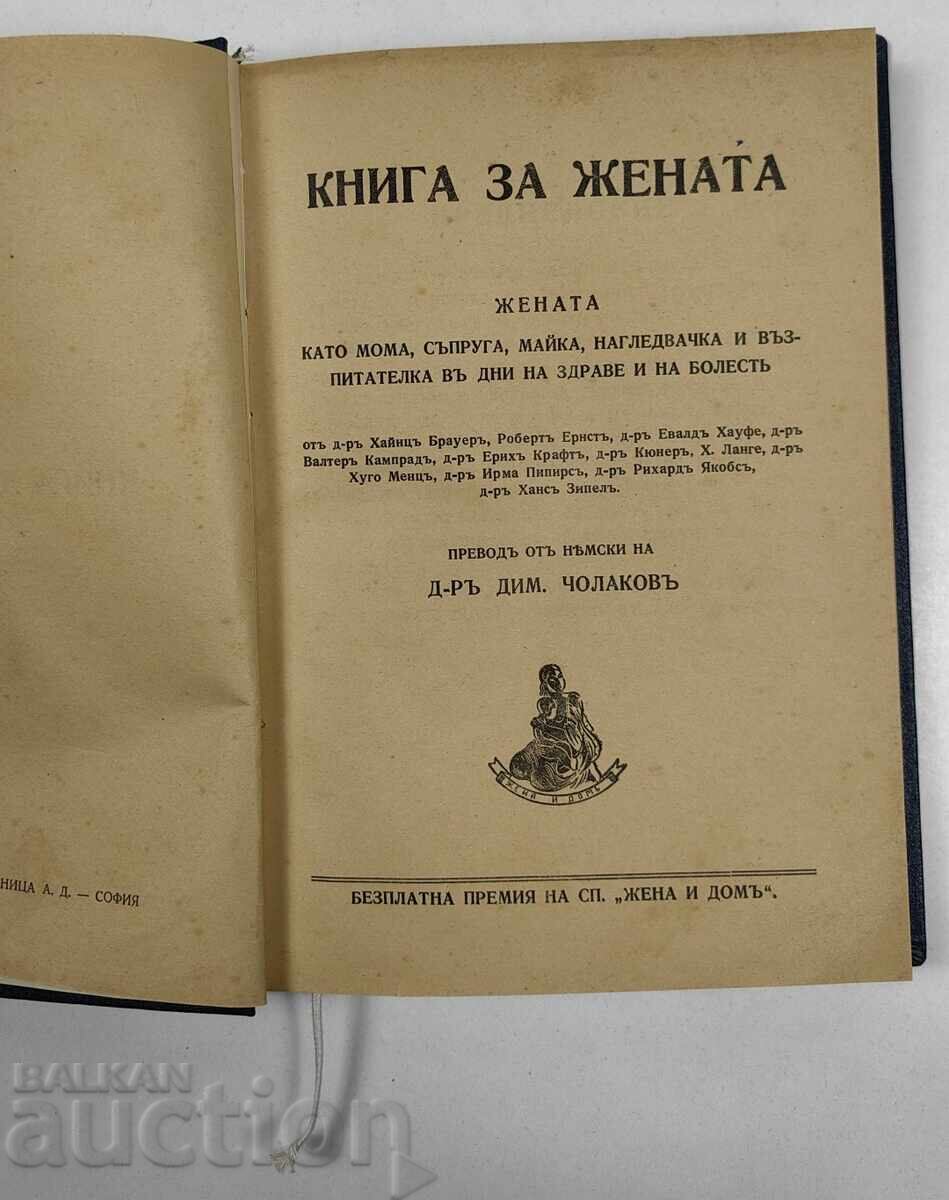 КНИГА ЗА ЖЕНАТА
ЖЕНАТА
КАТО МОМА, СЪПРУГА, МАЙКА, НАГЛЕДВАЧКА И ВЪЗ-
ПИТАТЕЛКА ВЪ ДНИ НА ЗДРАВЕ И НА БОЛЕСТЬ
отъ д-ръ Хайнцъ Брауеръ, Робертъ Ернстъ, д-ръ Евалдъ Хауфе, д-ръ
Валтеръ Кампрадъ, д-ръ Ерихъ Крафтъ, д-ръ Кюнеръ, Х. Ланге, д-ръ
Хуго Менцъ, д-ръ Ирма Пипирсъ, д-ръ Рихардъ Якобсъ,
д-ръ Хансъ Зипелъ.
ПРЕВОДЪ ОТЪ НѢМСКИ НА
Д-РЪ ДИМ. ЧОЛАКОВЪ
ЖЕНА И ДОМЪ
БЕЗПЛАТНА ПРЕМИЯ НА СП. „ЖЕНА И ДОМЪ“.
НИЦА А. Д. — СОФИЯ
BALKAN
auction